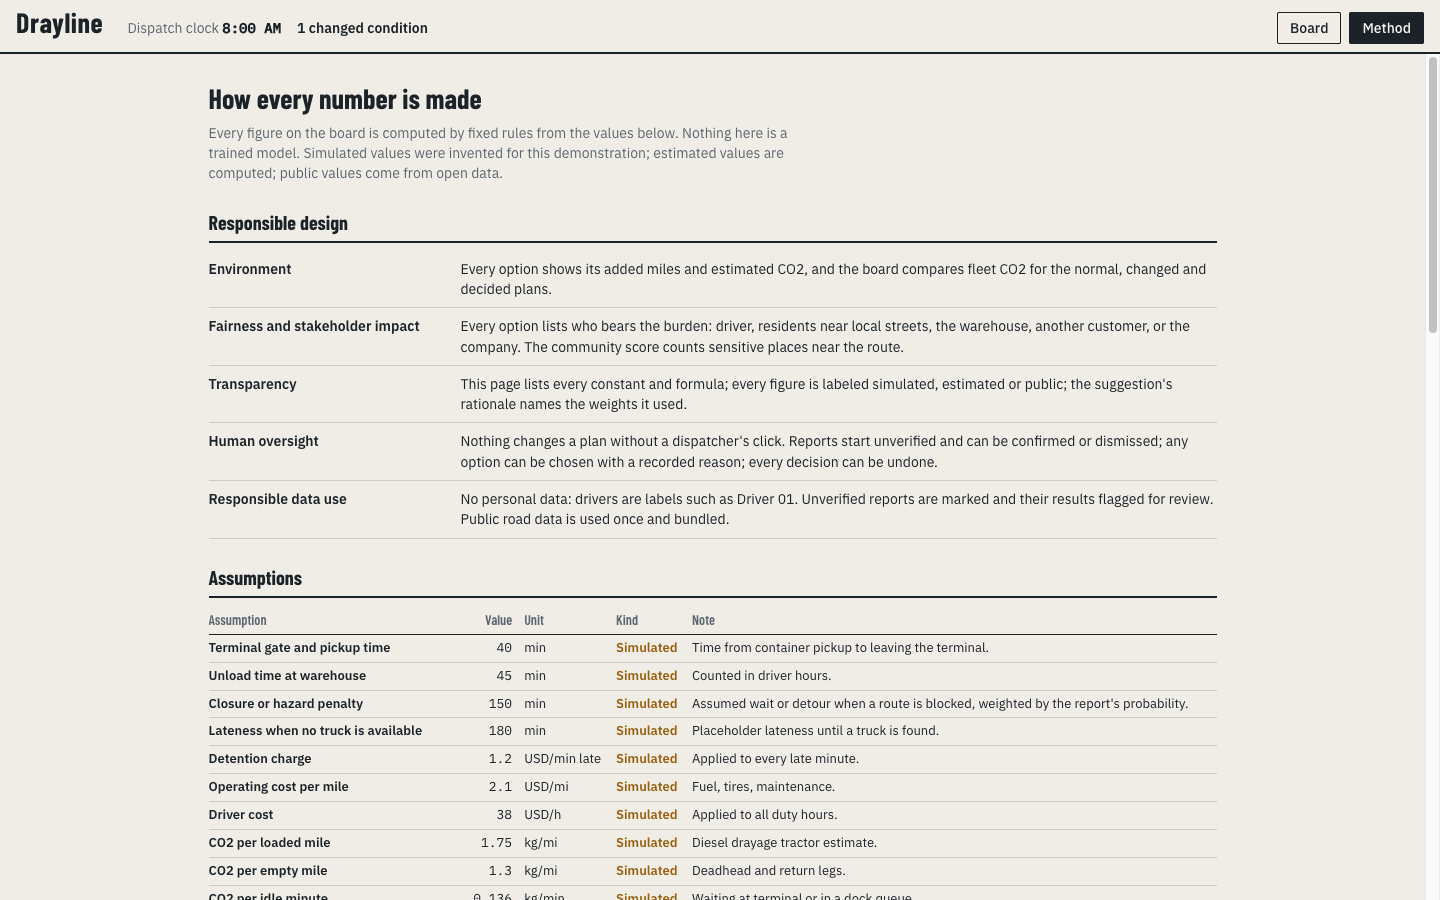 Drayline
Dispatch clock 8:00 AM 1 changed condition
Board
Method
How every number is made
Every figure on the board is computed by fixed rules from the values below. Nothing here is a
trained model. Simulated values were invented for this demonstration; estimated values are
computed; public values come from open data.
Responsible design
Environment
Every option shows its added miles and estimated CO2, and the board compares fleet CO2 for the normal, changed and
decided plans.
Fairness and stakeholder impact
Every option lists who bears the burden: driver, residents near local streets, the warehouse, another customer, or the
company. The community score counts sensitive places near the route.
Transparency
This page lists every constant and formula; every figure is labeled simulated, estimated or public; the suggestion's
rationale names the weights it used.
Human oversight
Nothing changes a plan without a dispatcher's click. Reports start unverified and can be confirmed or dismissed; any
option can be chosen with a recorded reason; every decision can be undone.
Responsible data use
No personal data: drivers are labels such as Driver 01. Unverified reports are marked and their results flagged for review.
Public road data is used once and bundled.
Assumptions
Assumption Value Unit Kind Note
Terminal gate and pickup time 40 min Simulated Time from container pickup to leaving the terminal.
Unload time at warehouse 45 min Simulated Counted in driver hours.
Closure or hazard penalty 150 min Simulated Assumed wait or detour when a route is blocked, weighted by the report's probability.
Lateness when no truck is available 180 min Simulated Placeholder lateness until a truck is found.
Detention charge 1.2 USD/min late Simulated Applied to every late minute.
Operating cost per mile 2.1 USD/mi Simulated Fuel, tires, maintenance.
Driver cost 38 USD/h Simulated Applied to all duty hours.
CO2 per loaded mile 1.75 kg/mi Simulated Diesel drayage tractor estimate.
CO2 per empty mile 1.3 kg/mi Simulated Deadhead and return legs.
CO2 per idle minute 0.136 kg/min Simulated Waiting at terminal or in a dock queue.